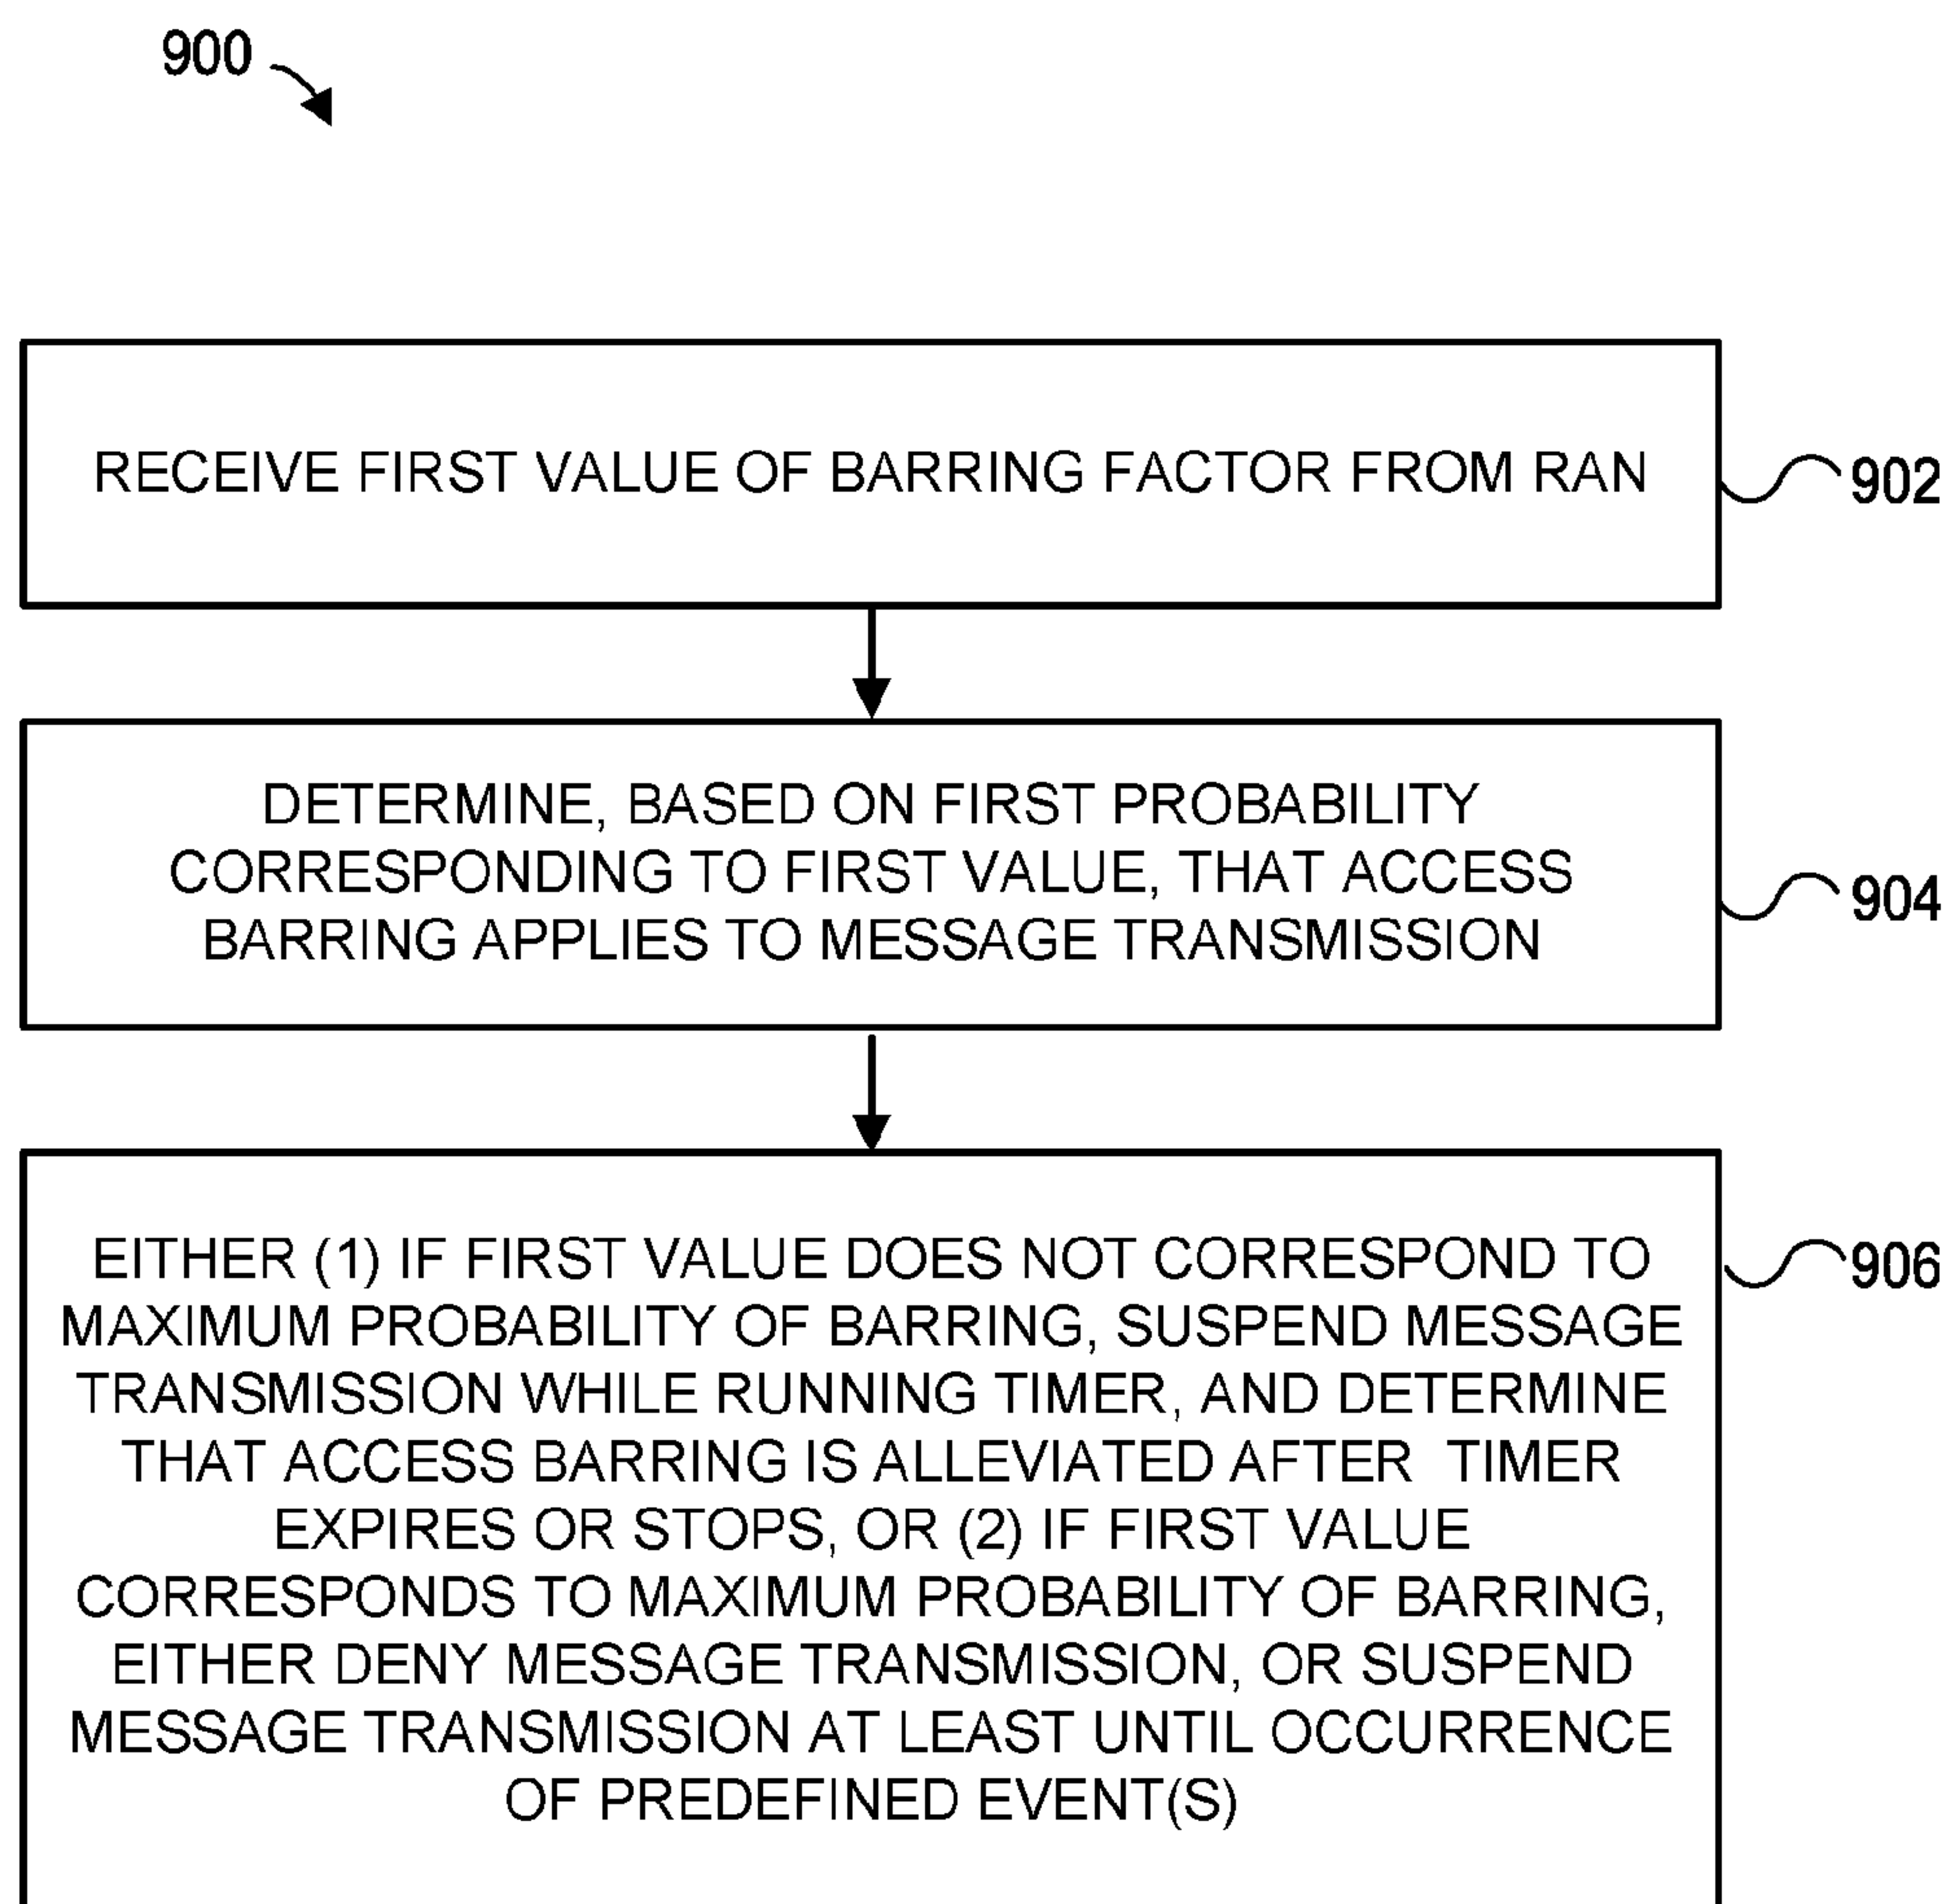 900
RECEIVE FIRST VALUE OF BARRING FACTOR FROM RAN
902
DETERMINE, BASED ON FIRST PROBABILITY
CORRESPONDING TO FIRST VALUE, THAT ACCESS
BARRING APPLIES TO MESSAGE TRANSMISSION
904
EITHER (1) IF FIRST VALUE DOES NOT CORRESPOND TO
MAXIMUM PROBABILITY OF BARRING, SUSPEND MESSAGE
TRANSMISSION WHILE RUNNING TIMER, AND DETERMINE
THAT ACCESS BARRING IS ALLEVIATED AFTER TIMER
EXPIRES OR STOPS, OR (2) IF FIRST VALUE
CORRESPONDS TO MAXIMUM PROBABILITY OF BARRING,
EITHER DENY MESSAGE TRANSMISSION, OR SUSPEND
MESSAGE TRANSMISSION AT LEAST UNTIL OCCURRENCE
OF PREDEFINED EVENT(S)
906